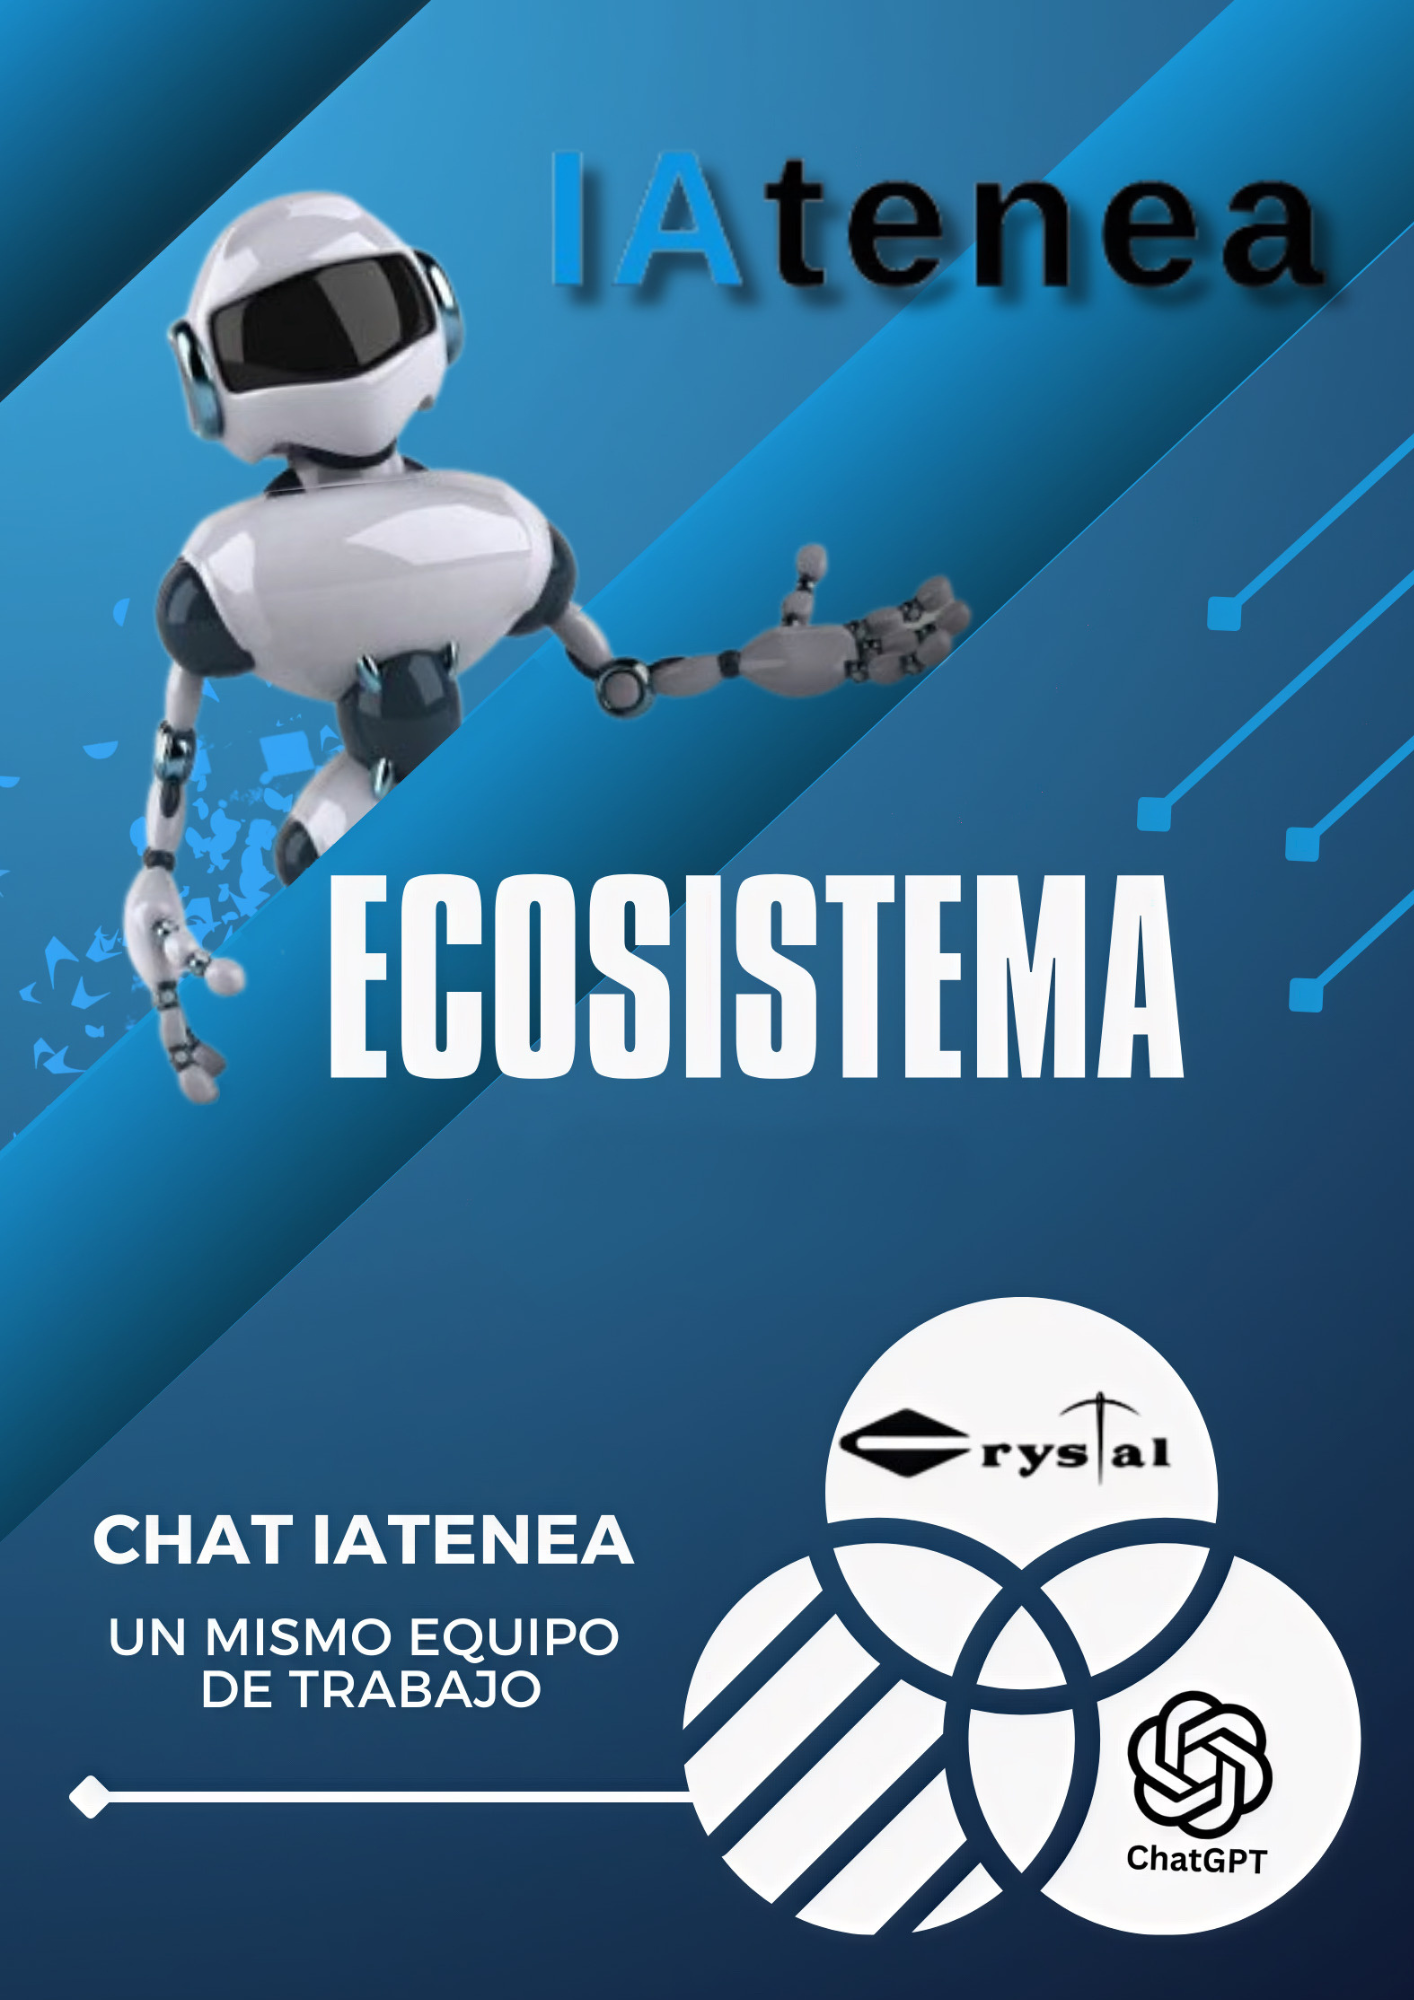 IAtenea
ECOSISTEMA
Crystal
CHAT IATENEA
UN MISMO EQUIPO
DE TRABAJO
ChatGPT